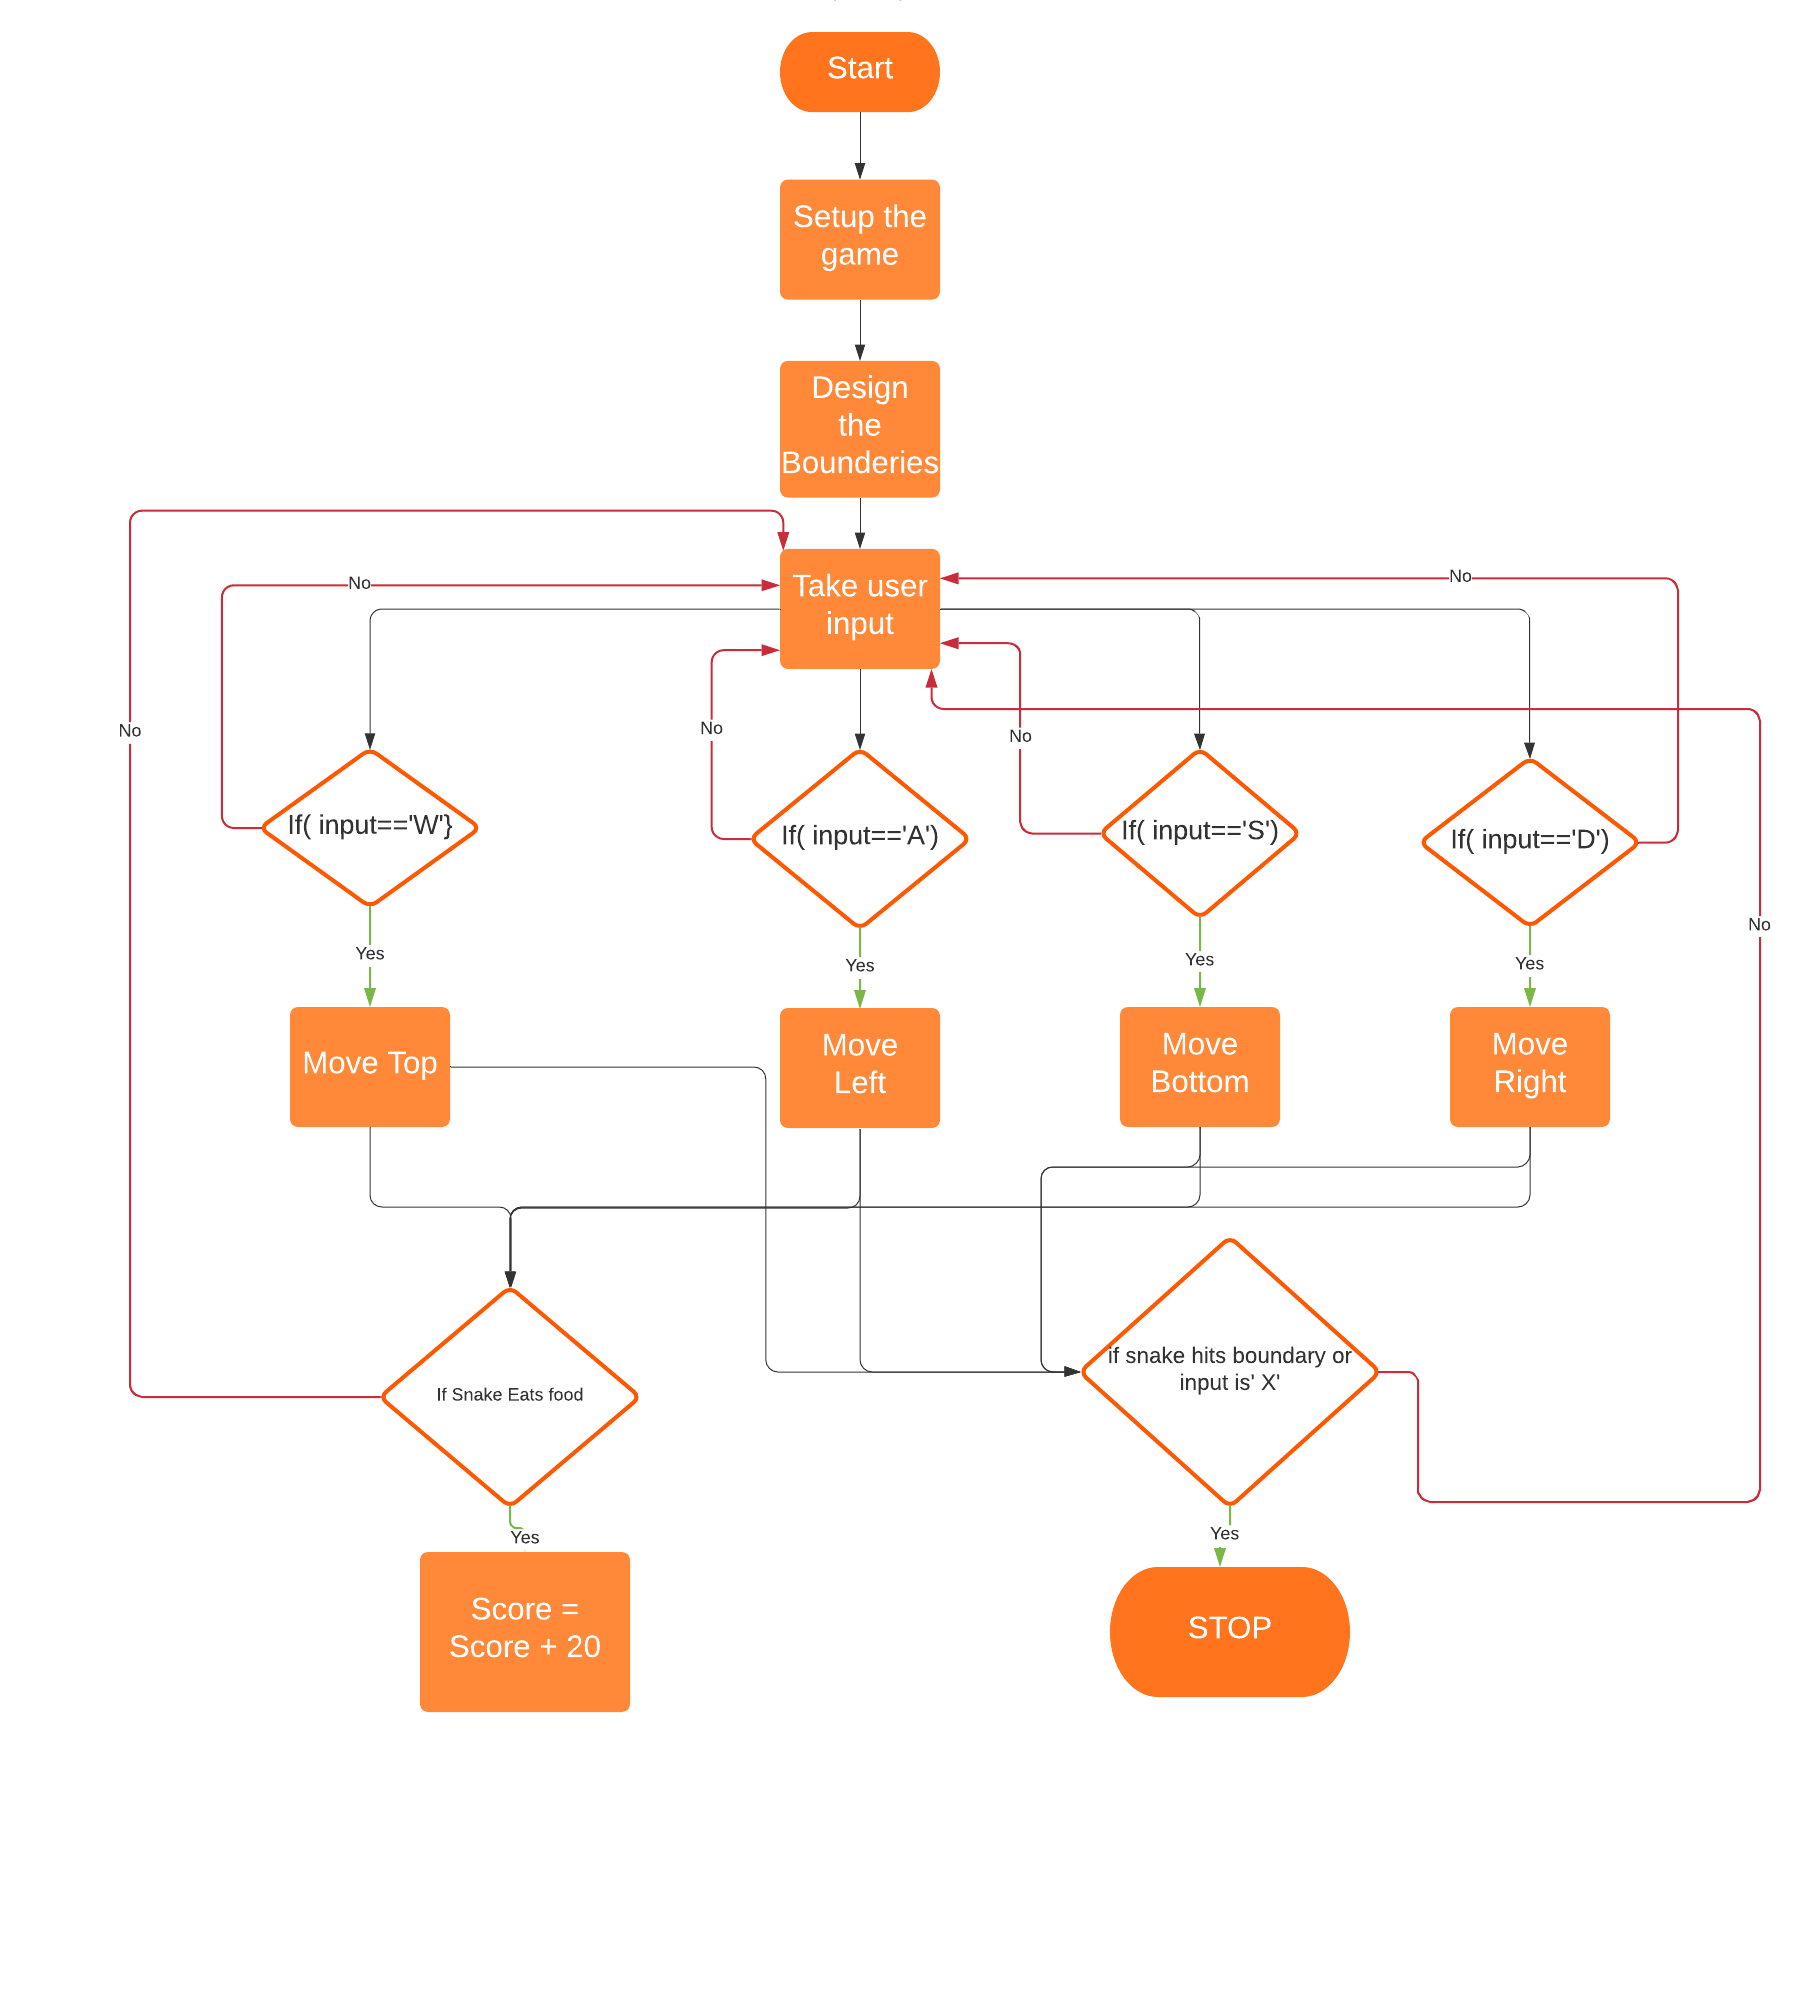 Start
Setup the
game
Design
the
Bounderies
Take user
input
No
No
No
No
No
No
If( input=='W'}
If( input=='A')
If( input=='S')
If( input=='D')
Yes
Yes
Yes
Yes
Move Top
Move
Left
Move
Bottom
Move
Right
If Snake Eats food
if snake hits boundary or
input is' X'
Yes
Yes
Score =
Score + 20
STOP